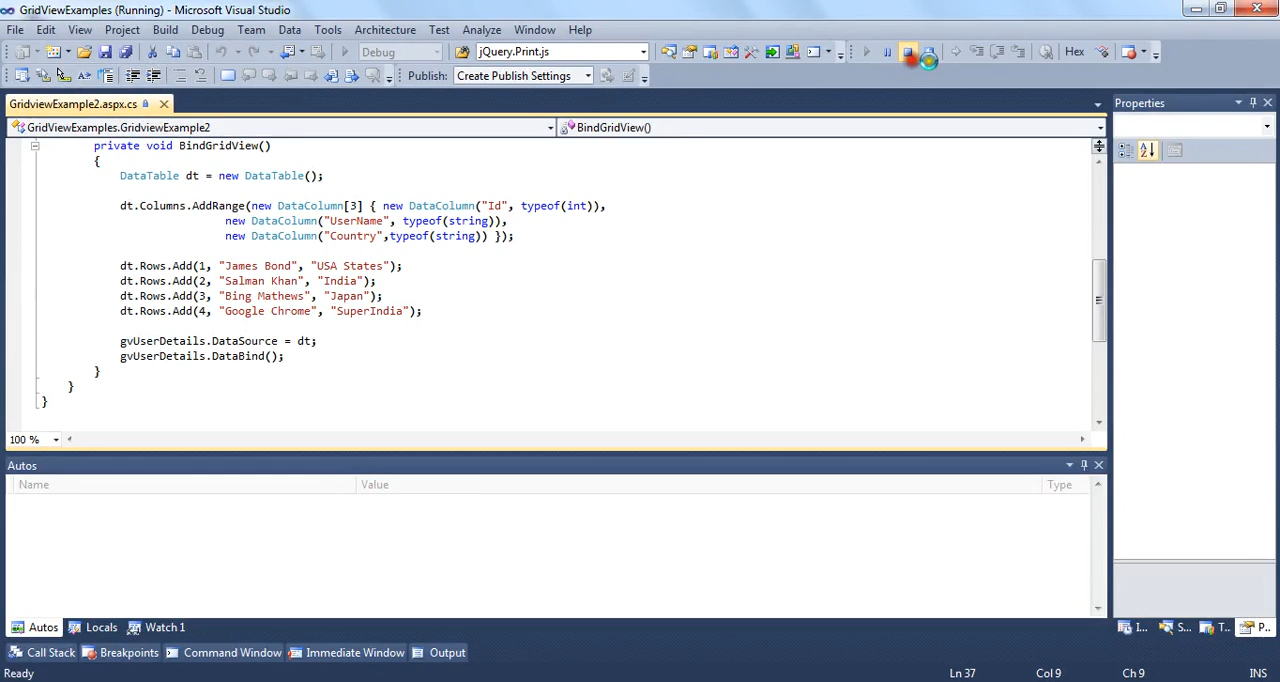 GridViewExamples (Running) - Microsoft Visual Studio
File Edit View Project Build Debug Team Data Tools Architecture Test Analyze Window Help
Debug jQuery.Print.js Hex
Publish: Create Publish Settings
GridviewExample2.aspx.cs
Properties
GridViewExamples.GridviewExample2 BindGridView()
private void BindGridView()
{
DataTable dt = new DataTable();
dt.Columns.AddRange(new DataColumn[3] { new DataColumn("Id", typeof(int)),
new DataColumn("UserName", typeof(string)),
new DataColumn("Country",typeof(string)) });
dt.Rows.Add(1, "James Bond", "USA States");
dt.Rows.Add(2, "Salman Khan", "India");
dt.Rows.Add(3, "Bing Mathews", "Japan");
dt.Rows.Add(4, "Google Chrome", "SuperIndia");
gvUserDetails.DataSource = dt;
gvUserDetails.DataBind();
}
}
}
100 %
Autos
Name Value Type
Autos Locals Watch 1 I... S... T... P...
Call Stack Breakpoints Command Window Immediate Window Output
Ready Ln 37 Col 9 Ch 9 INS